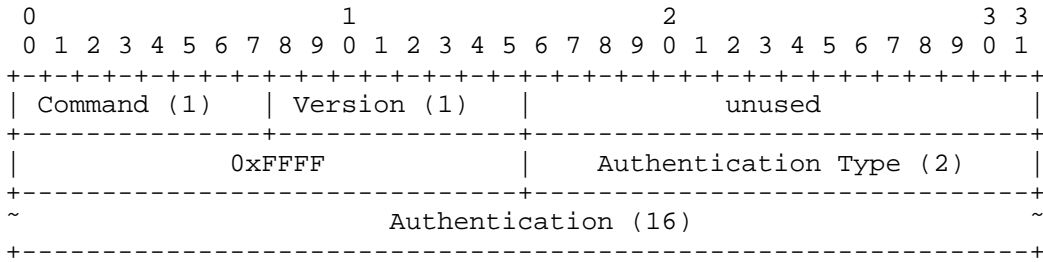 0                   1                   2                   3 3
 0 1 2 3 4 5 6 7 8 9 0 1 2 3 4 5 6 7 8 9 0 1 2 3 4 5 6 7 8 9 0 1
+-+-+-+-+-+-+-+-+-+-+-+-+-+-+-+-+-+-+-+-+-+-+-+-+-+-+-+-+-+-+-+-+
| Command (1)   | Version (1)   |            unused             |
+---------------+---------------+-------------------------------+
|             0xFFFF            |    Authentication Type (2)    |
+-------------------------------+-------------------------------+
~                       Authentication (16)                     ~
+---------------------------------------------------------------+